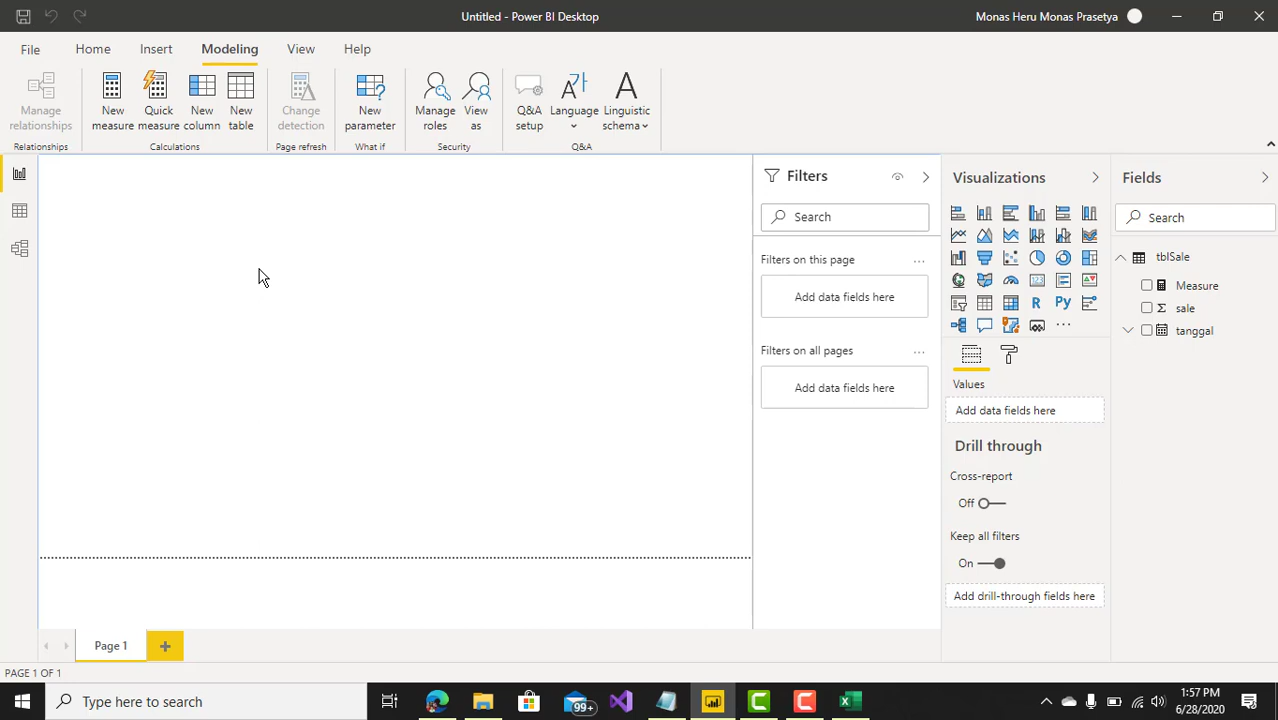 Untitled - Power BI Desktop
Monas Heru Monas Prasetya
File Home Insert Modeling View Help
Manage relationships
New measure
Quick measure
New column
New table
Change detection
New parameter
Manage roles
View as
Q&A setup
Language
Linguistic schema
Relationships
Calculations
Page refresh
What if
Security
Q&A
Filters
Search
Filters on this page
Add data fields here
Filters on all pages
Add data fields here
Visualizations
R
Py
123
Values
Add data fields here
Drill through
Cross-report
Off
Keep all filters
On
Add drill-through fields here
Fields
Search
tblSale
Measure
Σ sale
tanggal
Page 1
PAGE 1 OF 1
Type here to search
99+
1:57 PM
6/28/2020